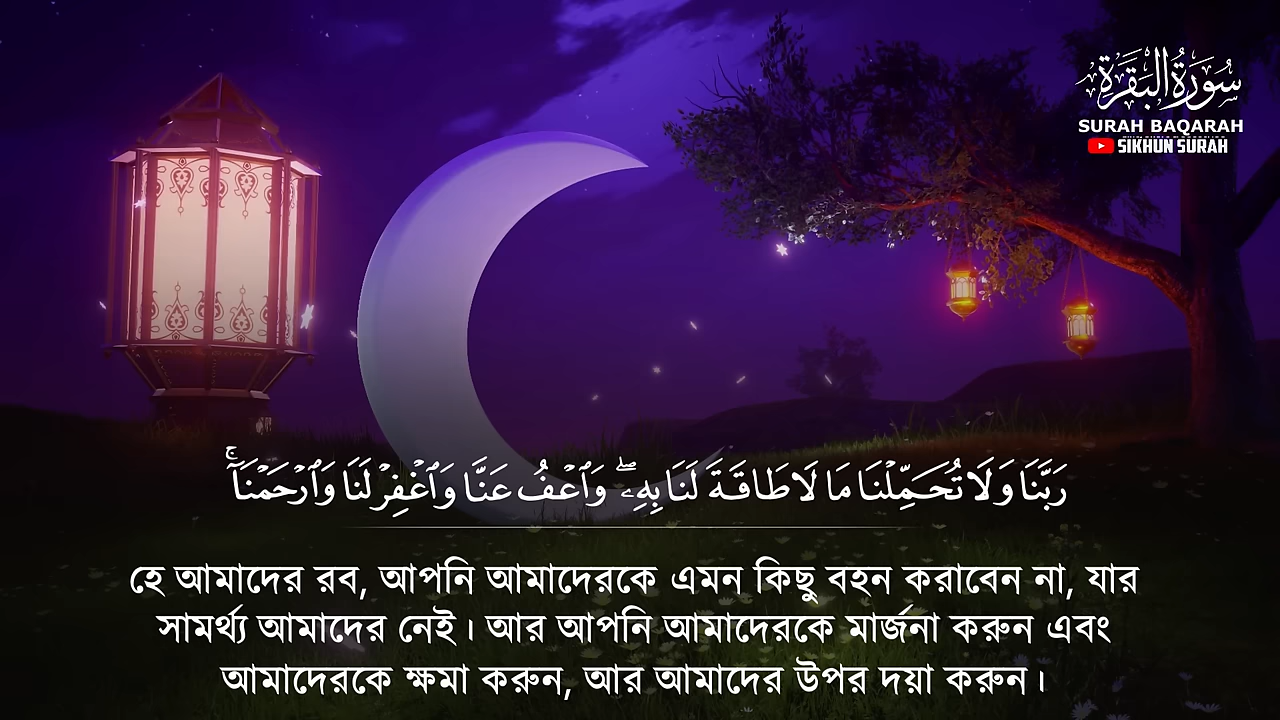 سُورَةُ الْبَقَرَةِ
SURAH BAQARAH
SIKHUN SURAH
رَبَّنَا وَلَا تُحَمِّلْنَا مَا لَا طَاقَةَ لَنَا بِهِۦۖ وَٱعْفُ عَنَّا وَٱغْفِرْ لَنَا وَٱرْحَمْنَآۚ
হে আমাদের রব, আপনি আমাদেরকে এমন কিছু বহন করাবেন না, যার
সামর্থ্য আমাদের নেই। আর আপনি আমাদেরকে মার্জনা করুন এবং
আমাদেরকে ক্ষমা করুন, আর আমাদের উপর দয়া করুন।